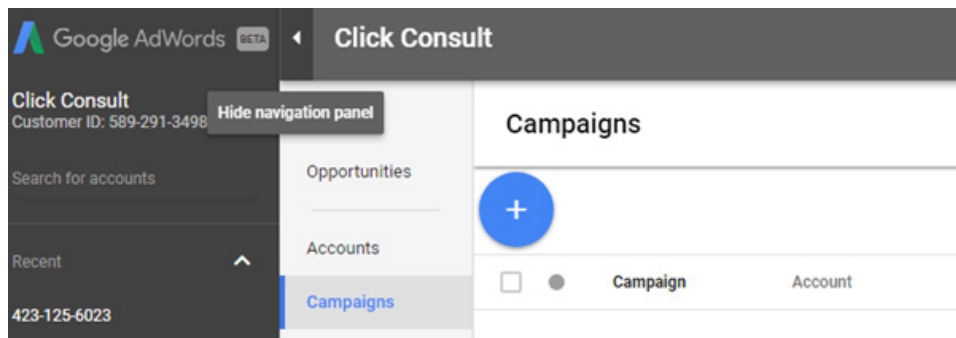 Google AdWords BETA
Click Consult
Click Consult
Customer ID: 589-291-3498
Hide navigation panel
Search for accounts
Recent
423-125-6023
Opportunities
Accounts
Campaigns
Campaigns
+
Campaign Account